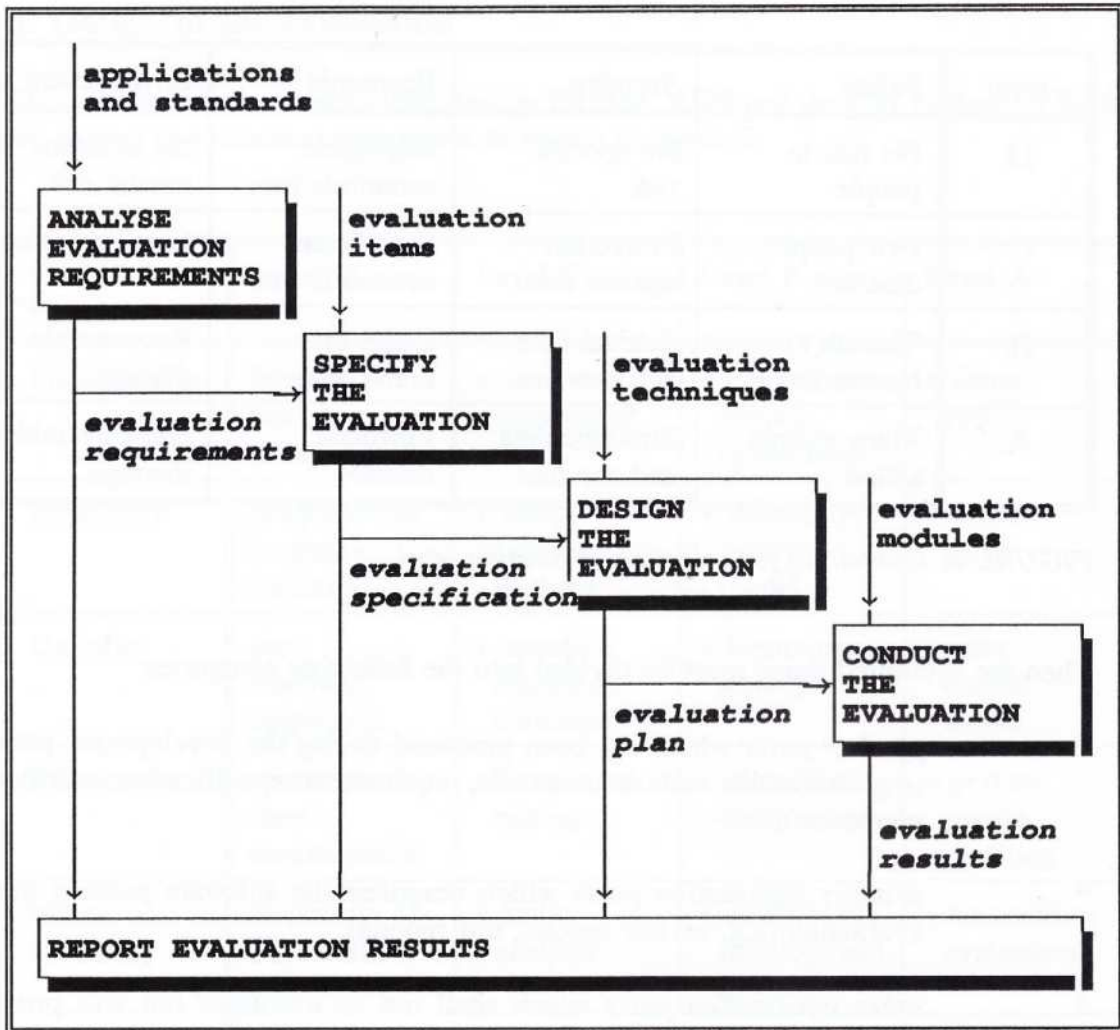 applications
and standards
ANALYSE
EVALUATION
REQUIREMENTS
evaluation
items
evaluation
requirements
SPECIFY
THE
EVALUATION
evaluation
techniques
evaluation
specification
DESIGN
THE
EVALUATION
evaluation
modules
evaluation
plan
CONDUCT
THE
EVALUATION
evaluation
results
REPORT EVALUATION RESULTS